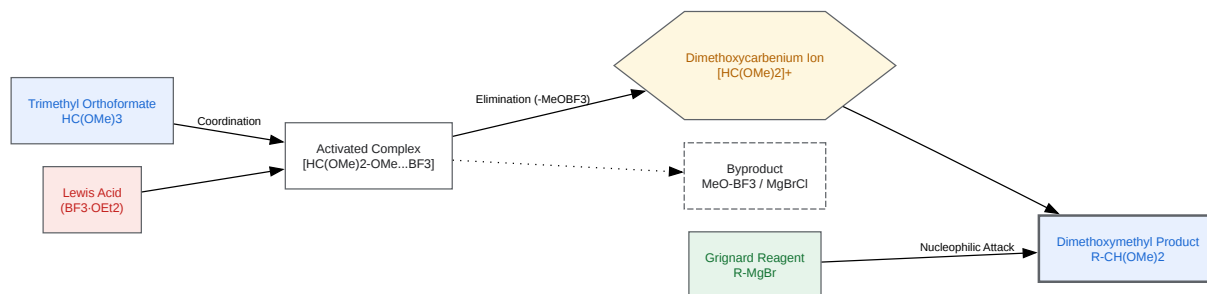 Trimethyl Orthoformate
HC(OMe)3
Lewis Acid
(BF3·OEt2)
Coordination
Activated Complex
[HC(OMe)2-OMe...BF3]
Elimination (-MeOBF3)
Dimethoxycarbenium Ion
[HC(OMe)2]+
Byproduct
MeO-BF3 / MgBrCl
Grignard Reagent
R-MgBr
Nucleophilic Attack
Dimethoxymethyl Product
R-CH(OMe)2